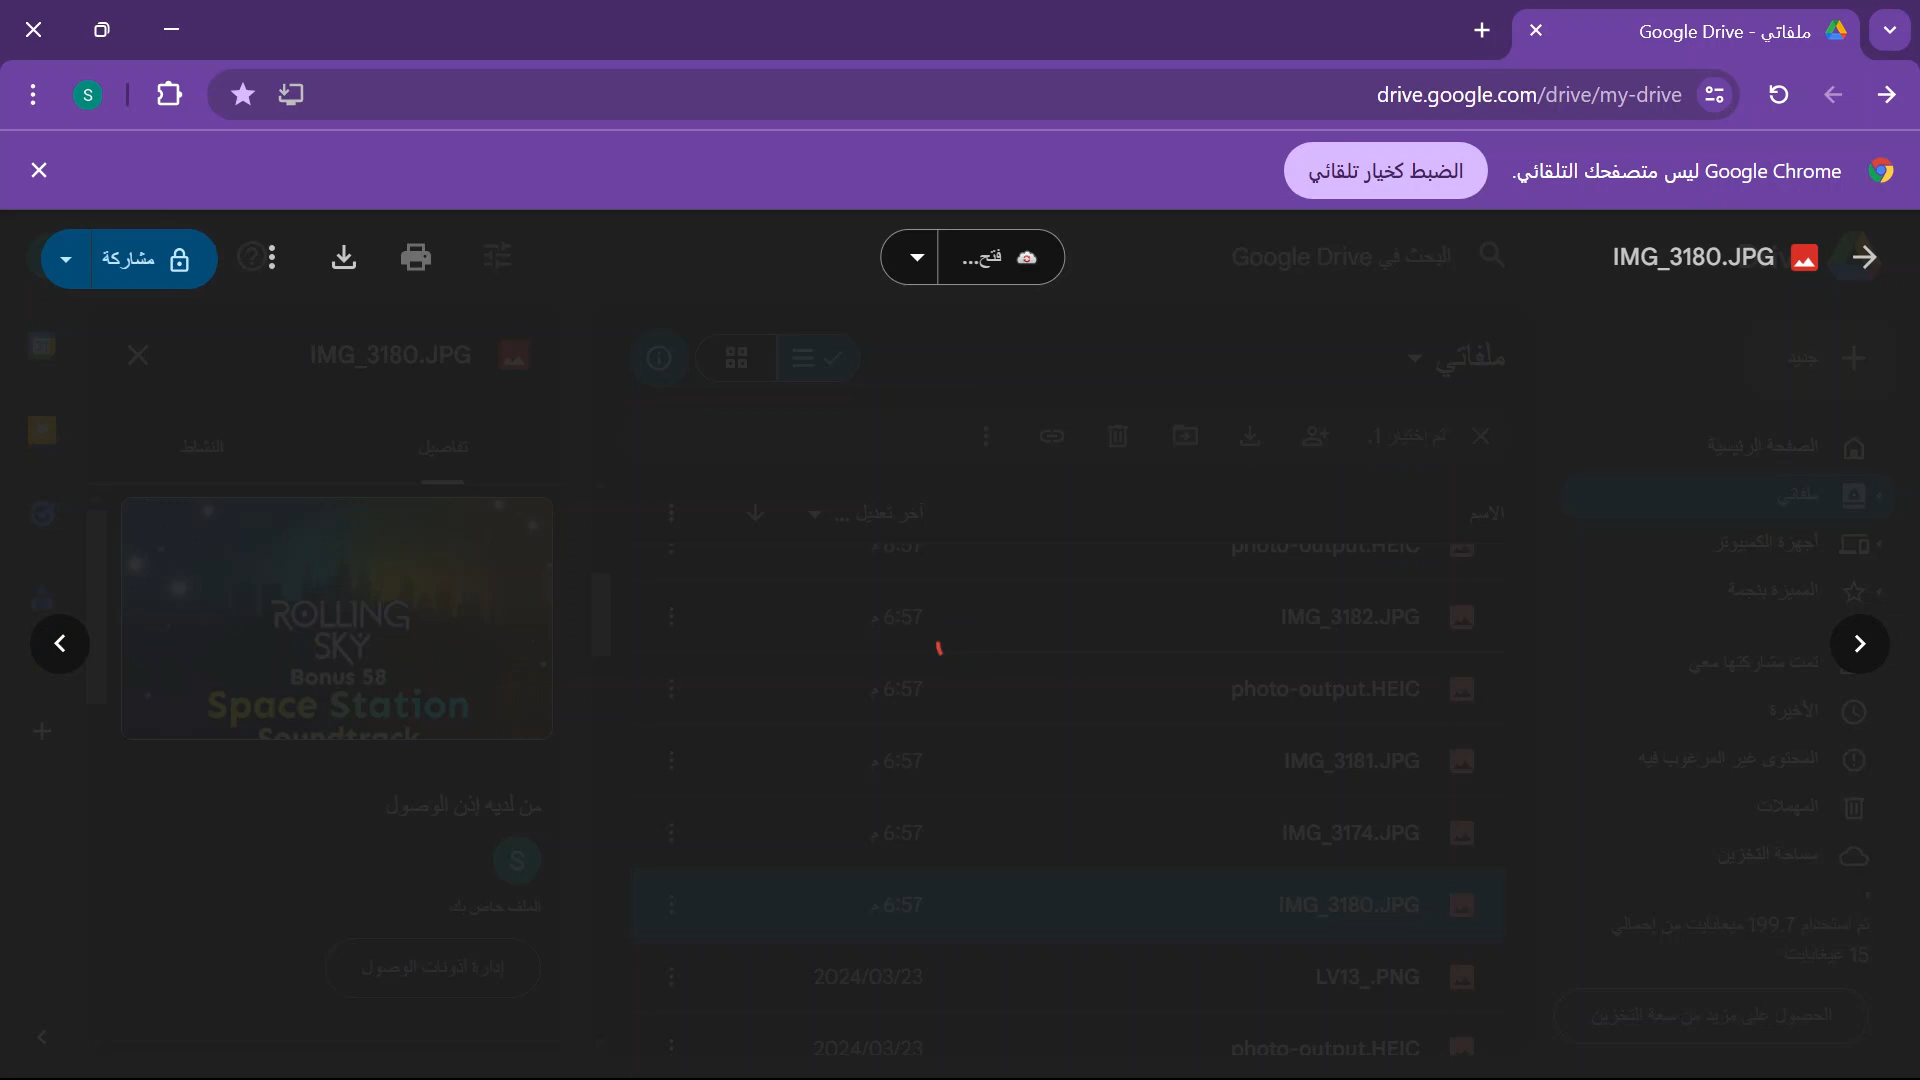 ملفاتي - Google Drive
drive.google.com/drive/my-drive
S
Google Chrome ليس متصفحك التلقائي.
الضبط كخيار تلقائي
IMG_3180.JPG
البحث في Google Drive
فتح...
مشاركة
جديد
الصفحة الرئيسية
ملفاتي
أجهزة الكمبيوتر
المميزة بنجمة
تمت مشاركتها معي
الأخيرة
المحتوى غير المرغوب فيه
المهملات
مساحة التخزين
تم استخدام 199.7 ميغابايت من إجمالي
15 غيغابايت
الحصول على مزيد من سعة التخزين
ملفاتي
تم اختيار 1.
الاسم
آخر تعديل ...
photo-output.HEIC
6:57 م
IMG_3182.JPG
6:57 م
photo-output.HEIC
6:57 م
IMG_3181.JPG
6:57 م
IMG_3174.JPG
6:57 م
IMG_3180.JPG
6:57 م
LV13_.PNG
2024/03/23
photo-output.HEIC
2024/03/23
IMG_3180.JPG
تفاصيل
النشاط
ROLLING
SKY
Bonus 58
Space Station
Soundtrack
من لديه إذن الوصول
S
الملف خاص بك.
إدارة أذونات الوصول